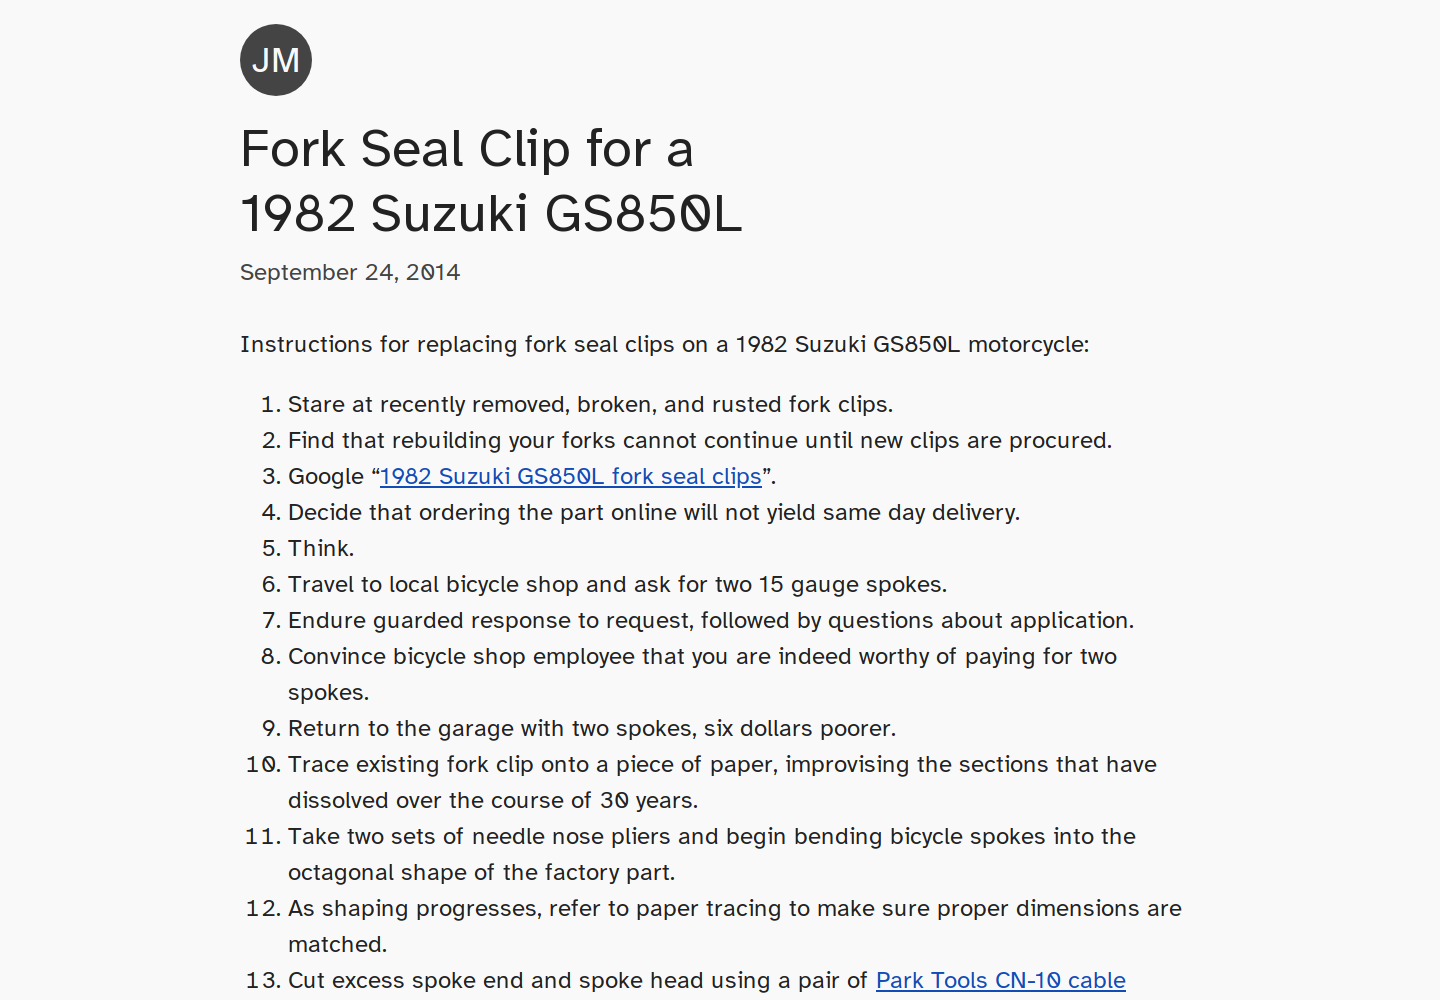 JM
Fork Seal Clip for a
1982 Suzuki GS850L
September 24, 2014
Instructions for replacing fork seal clips on a 1982 Suzuki GS850L motorcycle:
1. Stare at recently removed, broken, and rusted fork clips.
2. Find that rebuilding your forks cannot continue until new clips are procured.
3. Google “1982 Suzuki GS850L fork seal clips”.
4. Decide that ordering the part online will not yield same day delivery.
5. Think.
6. Travel to local bicycle shop and ask for two 15 gauge spokes.
7. Endure guarded response to request, followed by questions about application.
8. Convince bicycle shop employee that you are indeed worthy of paying for two
spokes.
9. Return to the garage with two spokes, six dollars poorer.
10. Trace existing fork clip onto a piece of paper, improvising the sections that have
dissolved over the course of 30 years.
11. Take two sets of needle nose pliers and begin bending bicycle spokes into the
octagonal shape of the factory part.
12. As shaping progresses, refer to paper tracing to make sure proper dimensions are
matched.
13. Cut excess spoke end and spoke head using a pair of Park Tools CN-10 cable